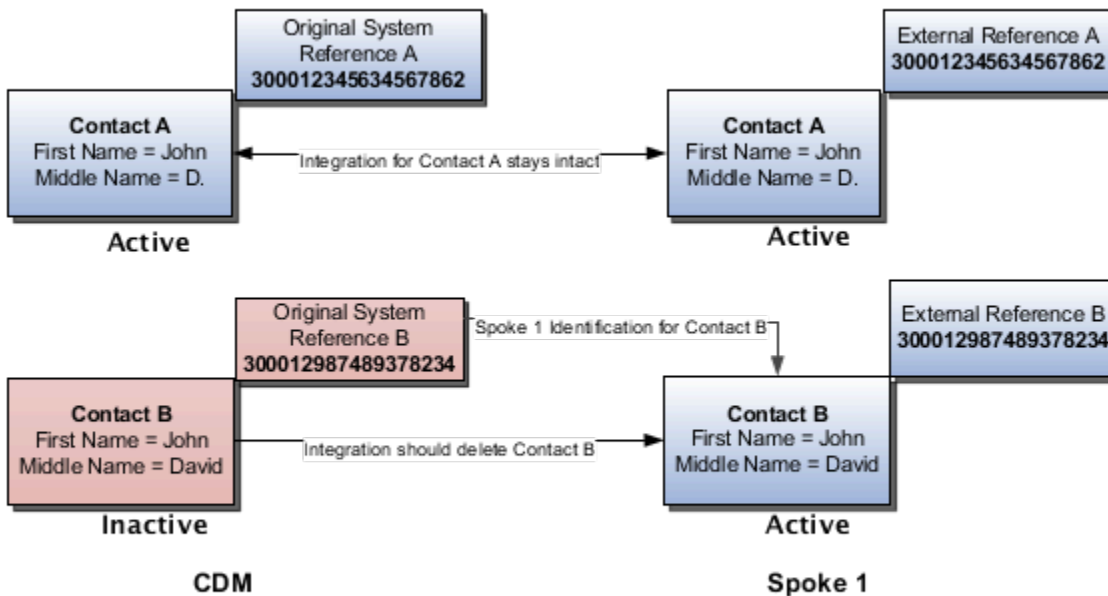 Original System
Reference A
300012345634567862
External Reference A
300012345634567862
Contact A
First Name = John
Middle Name = D.
Integration for Contact A stays intact
Contact A
First Name = John
Middle Name = D.
Active
Active
Original System
Reference B
300012987489378234
Spoke 1 Identification for Contact B
External Reference B
300012987489378234
Contact B
First Name = John
Middle Name = David
Integration should delete Contact B
Contact B
First Name = John
Middle Name = David
Inactive
Active
CDM
Spoke 1